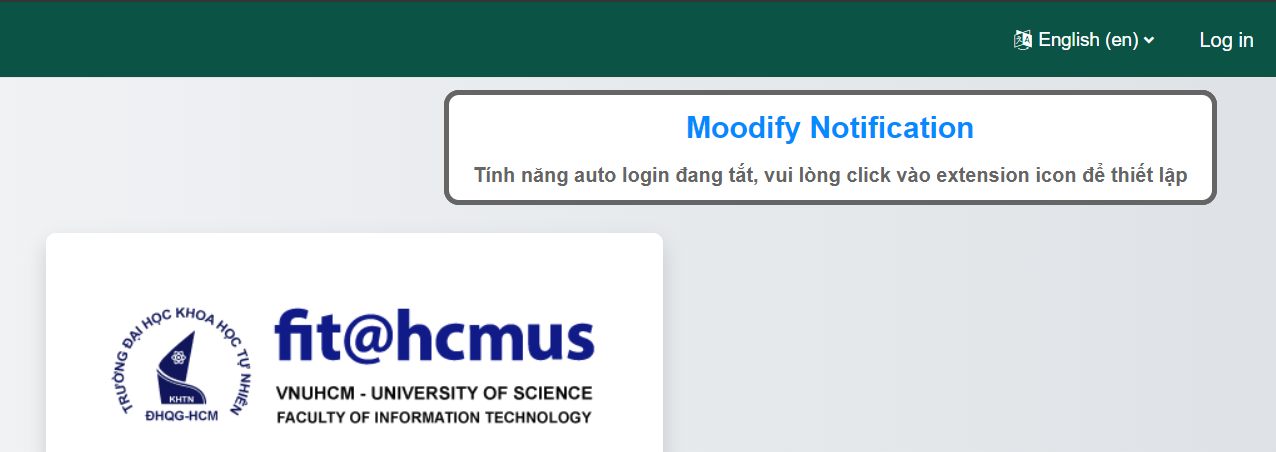 English (en)
Log in
Moodify Notification
Tính năng auto login đang tắt, vui lòng click vào extension icon để thiết lập
TRƯỜNG ĐẠI HỌC KHOA HỌC TỰ NHIÊN
KHTN
ĐHQG-HCM
fit@hcmus
VNUHCM - UNIVERSITY OF SCIENCE
FACULTY OF INFORMATION TECHNOLOGY